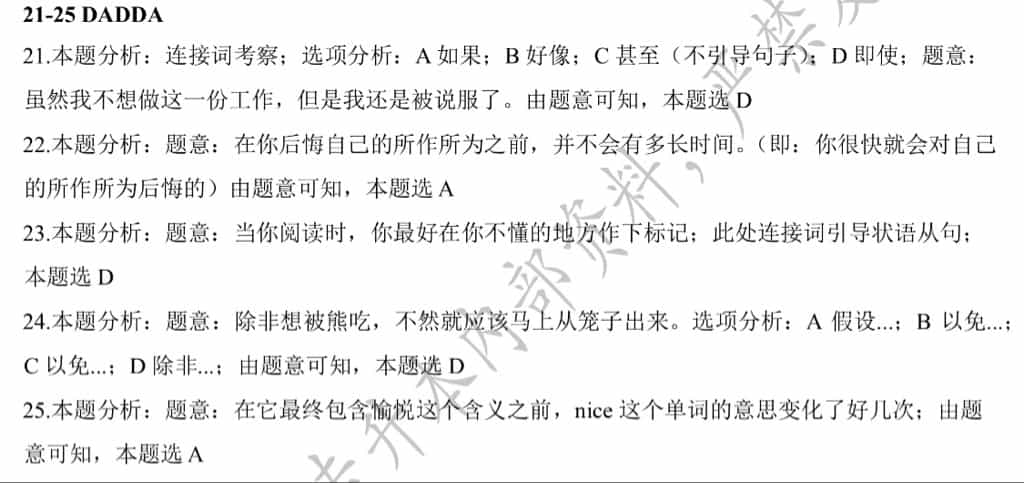 21-25 DADDA
21.本题分析：连接词考察；选项分析：A 如果；B 好像；C 甚至（不引导句子）；D 即使；题意：
虽然我不想做这一份工作，但是我还是被说服了。由题意可知，本题选 D
22.本题分析：题意：在你后悔自己的所作所为之前，并不会有多长时间。（即：你很快就会对自己
的所作所为后悔的）由题意可知，本题选 A
23.本题分析：题意：当你阅读时，你最好在你不懂的地方作下标记；此处连接词引导状语从句；
本题选 D
24.本题分析：题意：除非想被熊吃，不然就应该马上从笼子出来。选项分析：A 假设...；B 以免...；
C 以免...；D 除非...；由题意可知，本题选 D
25.本题分析：题意：在它最终包含愉悦这个含义之前，nice 这个单词的意思变化了好几次；由题
意可知，本题选 A
升本内部资料，严禁